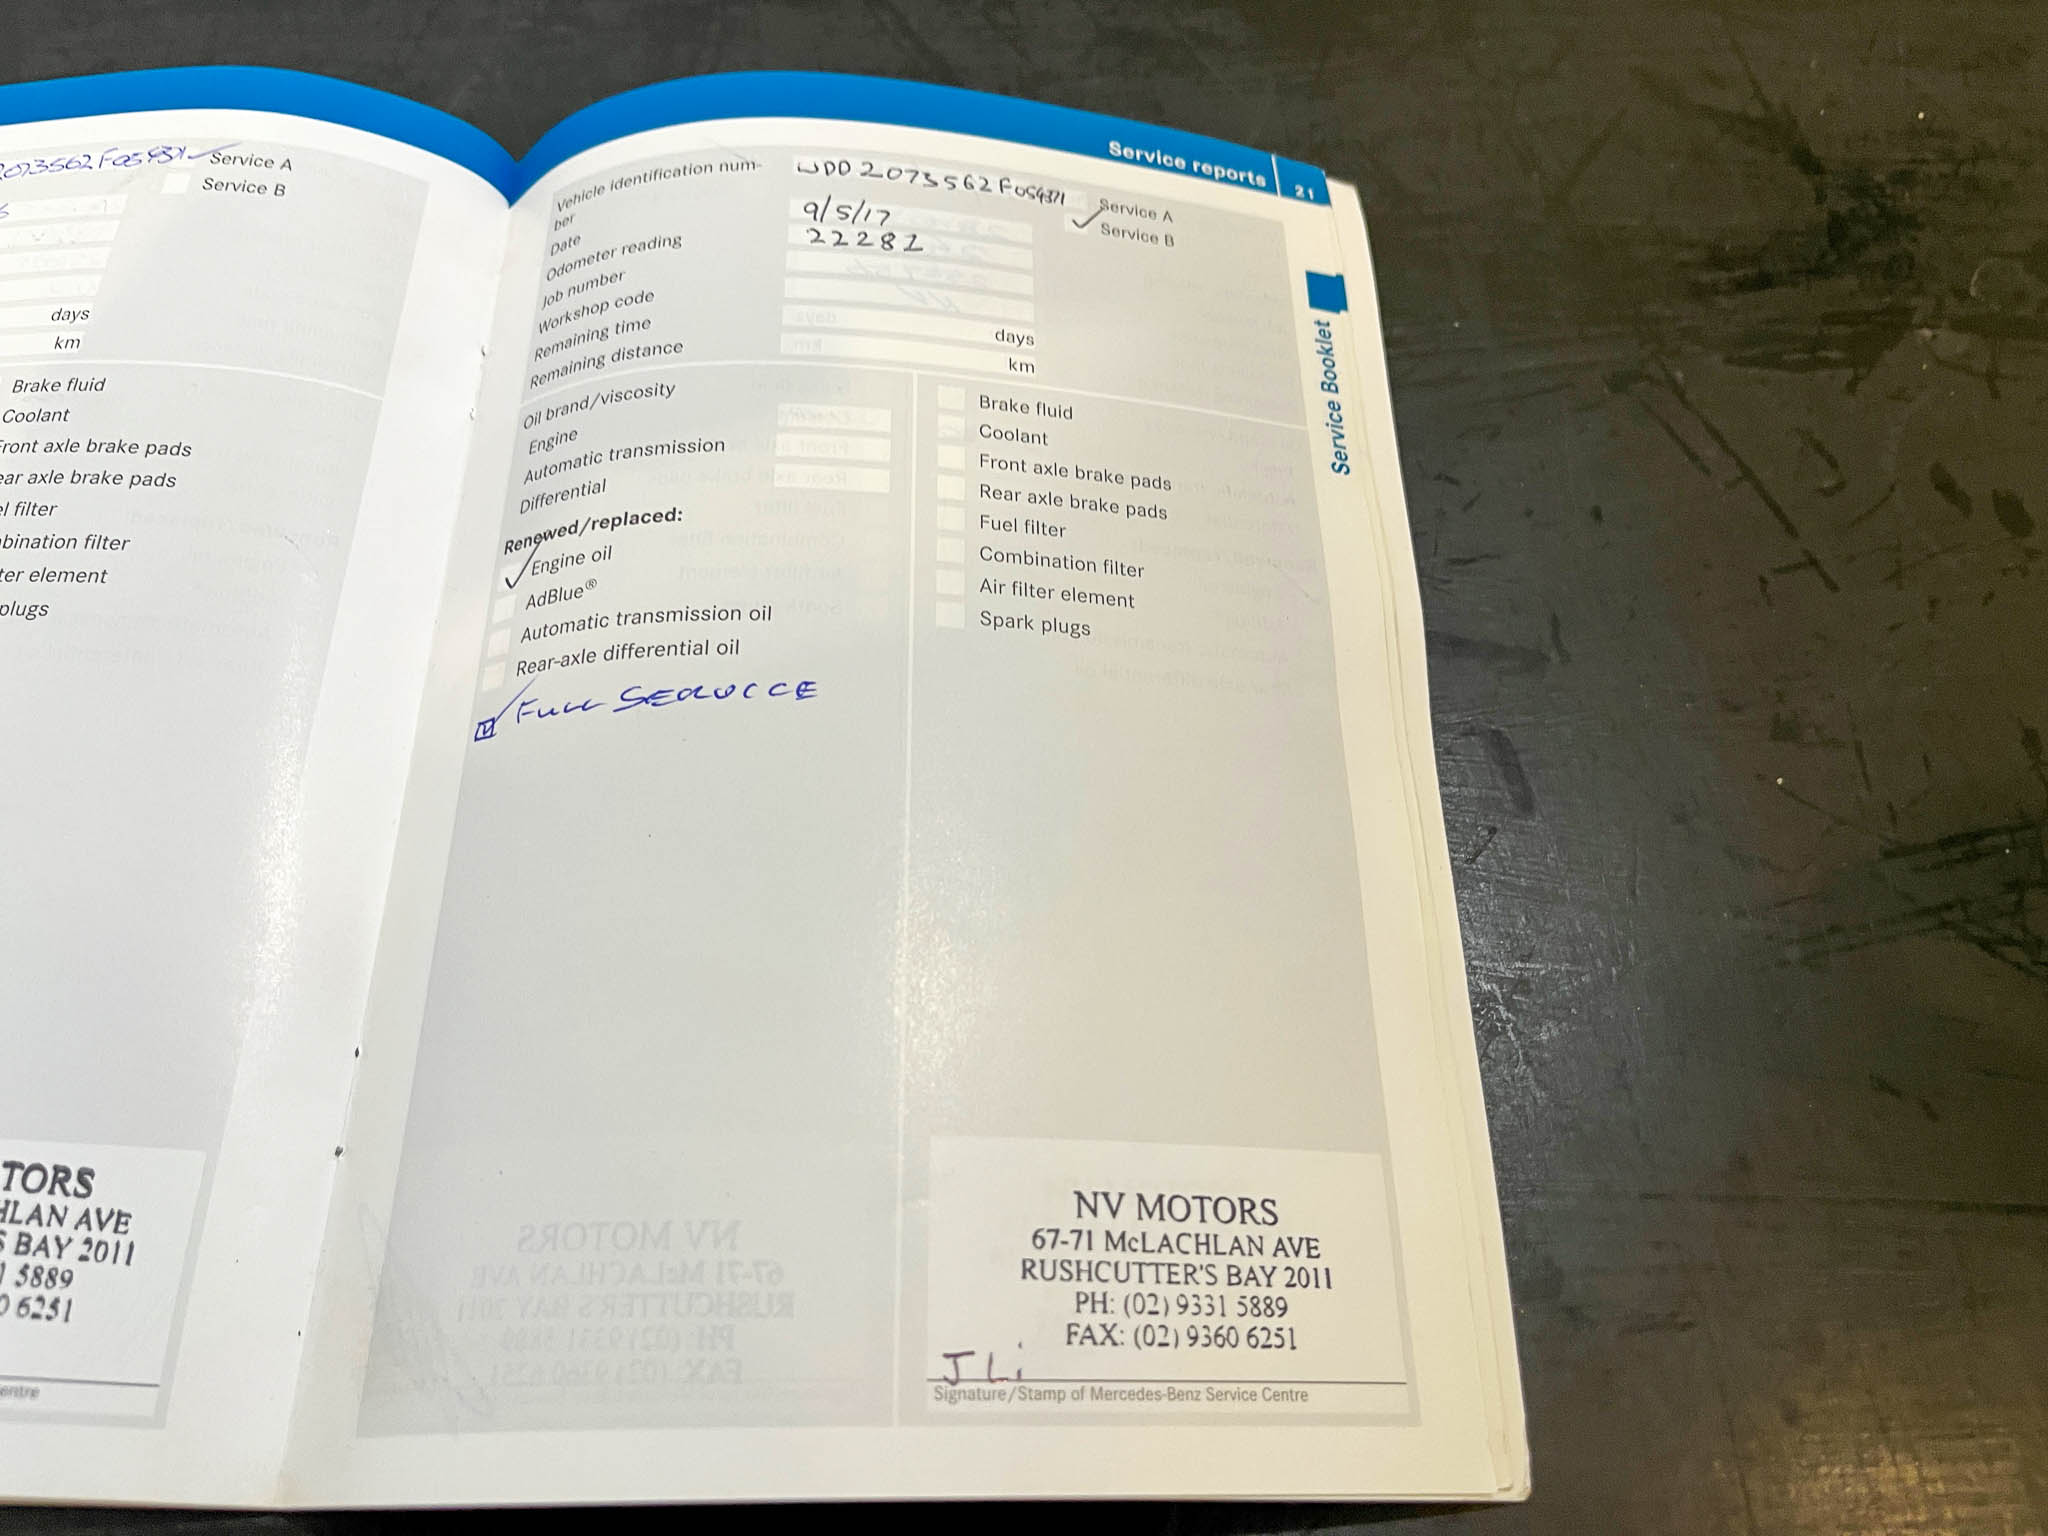 Service A
Service B
days
km
Brake fluid
Coolant
ront axle brake pads
ear axle brake pads
l filter
bination filter
ter element
plugs
TORS
HLAN AVE
S BAY 2011
1 5889
0 6251
entre
Service reports 21
Vehicle identification num-
ber
WDD2073562F
Service A
Date 9/5/17
Service B
Odometer reading
Job number
Workshop code
Remaining time days
Remaining distance km
Oil brand/viscosity
Engine
Automatic transmission
Differential
Renewed/replaced:
Engine oil
AdBlue®
Automatic transmission oil
Rear-axle differential oil
FULL SERVICE
Brake fluid
Coolant
Front axle brake pads
Rear axle brake pads
Fuel filter
Combination filter
Air filter element
Spark plugs
Service Booklet
NV MOTORS
67-71 McLACHLAN AVE
RUSHCUTTER'S BAY 2011
PH: (02) 9331 5889
FAX: (02) 9360 6251
J Li
Signature/Stamp of Mercedes-Benz Service Centre